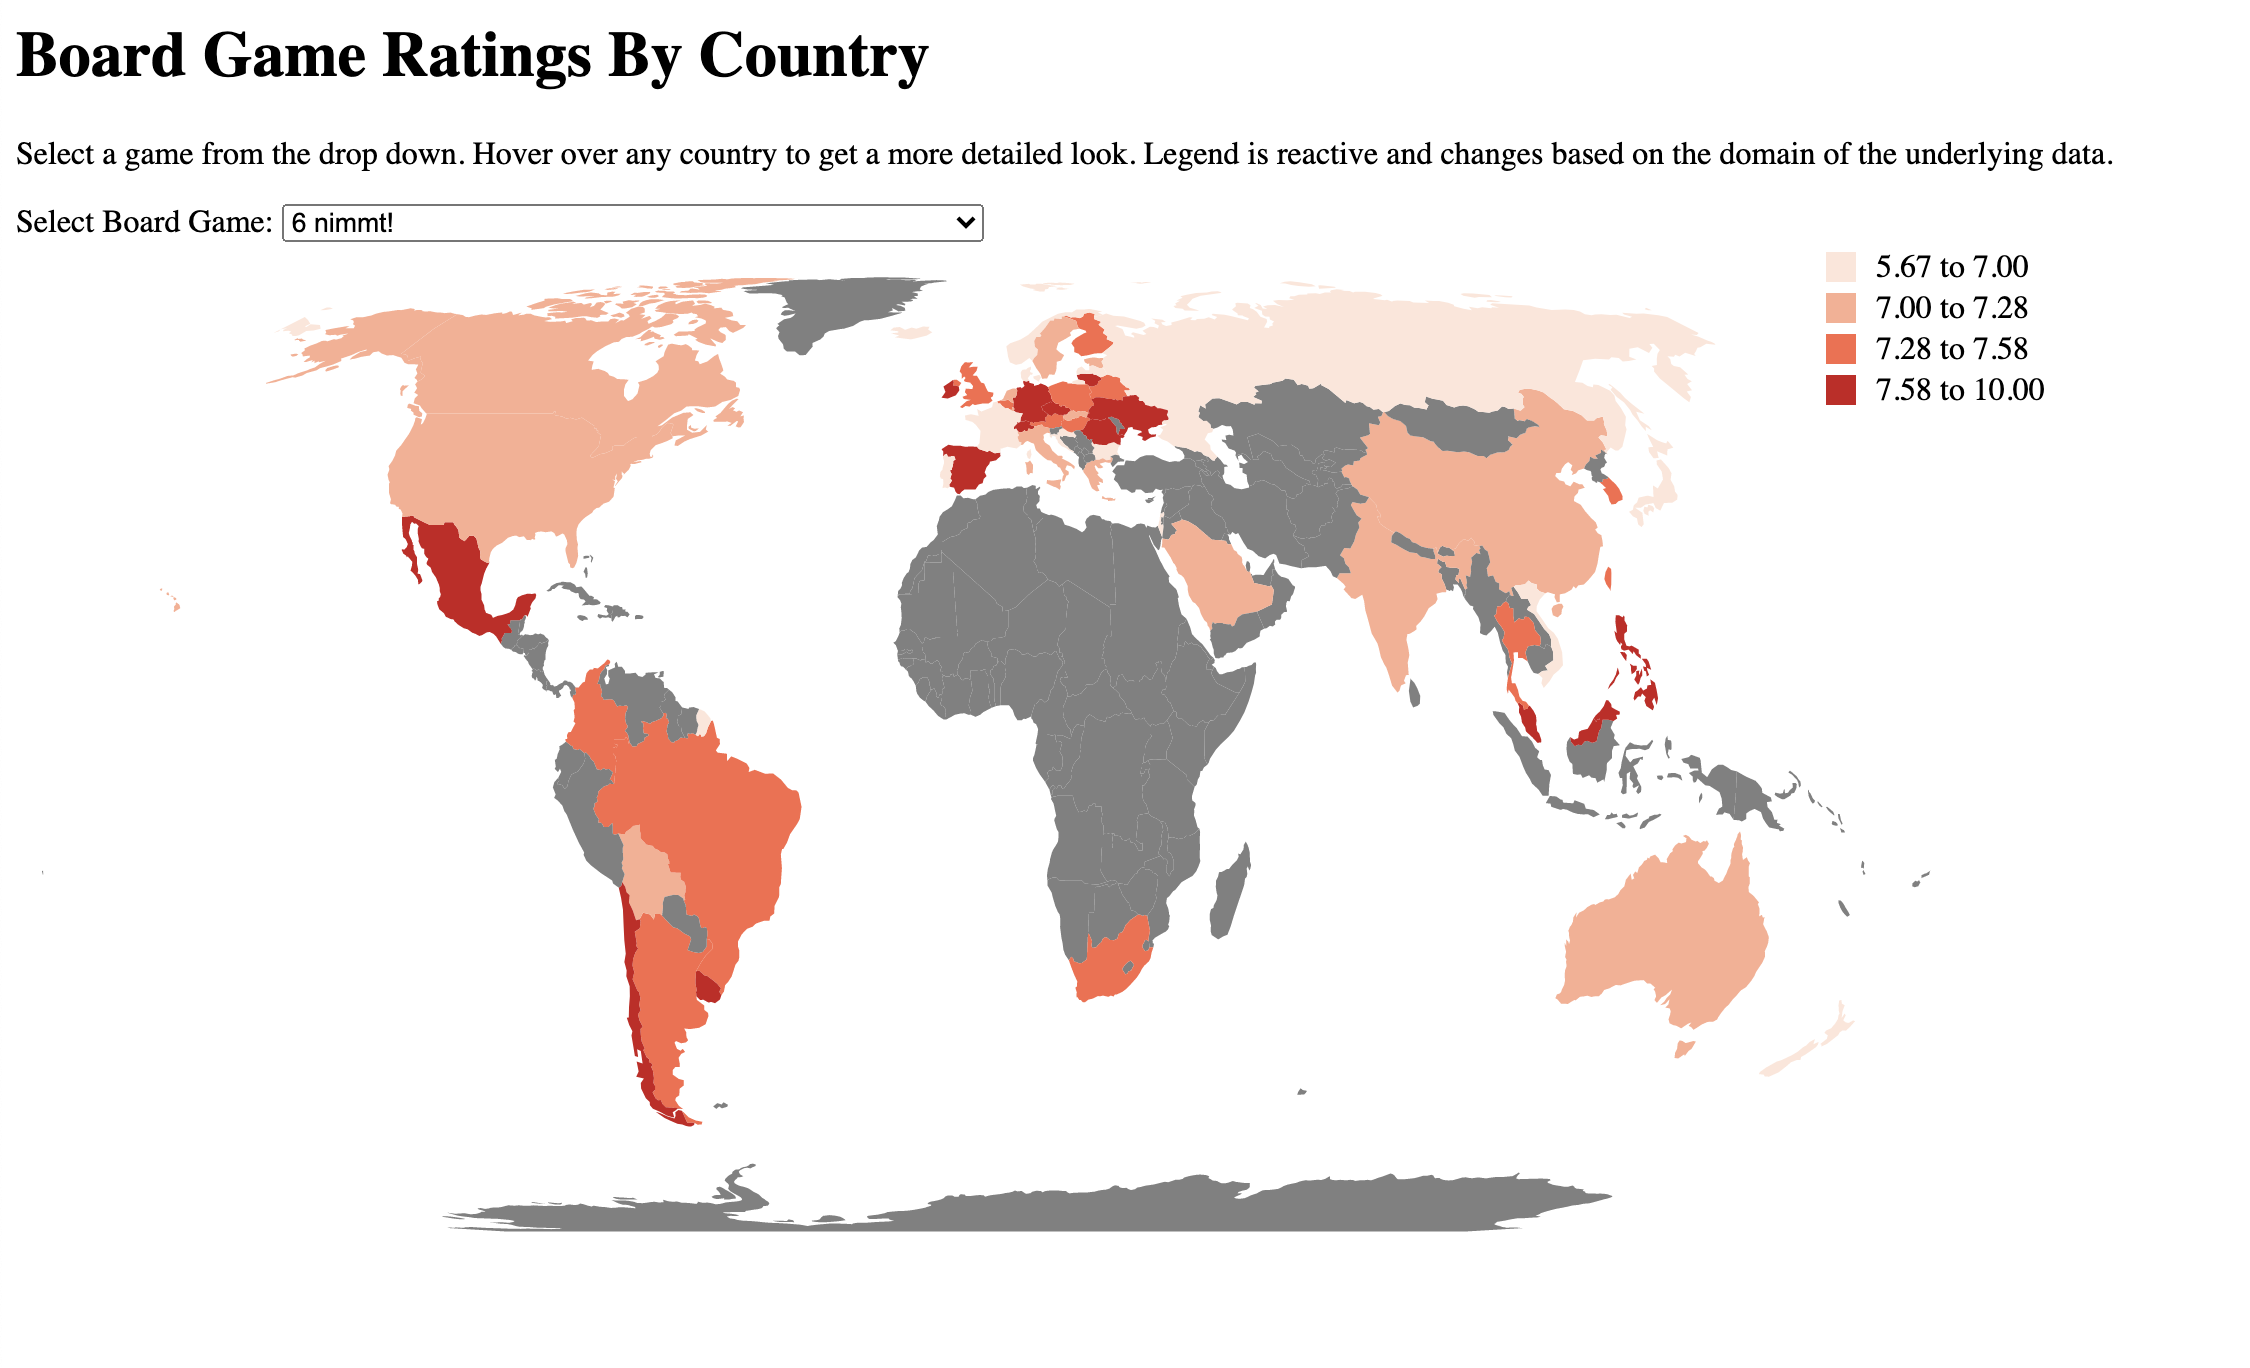 Board Game Ratings By Country
Select a game from the drop down. Hover over any country to get a more detailed look. Legend is reactive and changes based on the domain of the underlying data.
Select Board Game: 6 nimmt!
5.67 to 7.00
7.00 to 7.28
7.28 to 7.58
7.58 to 10.00